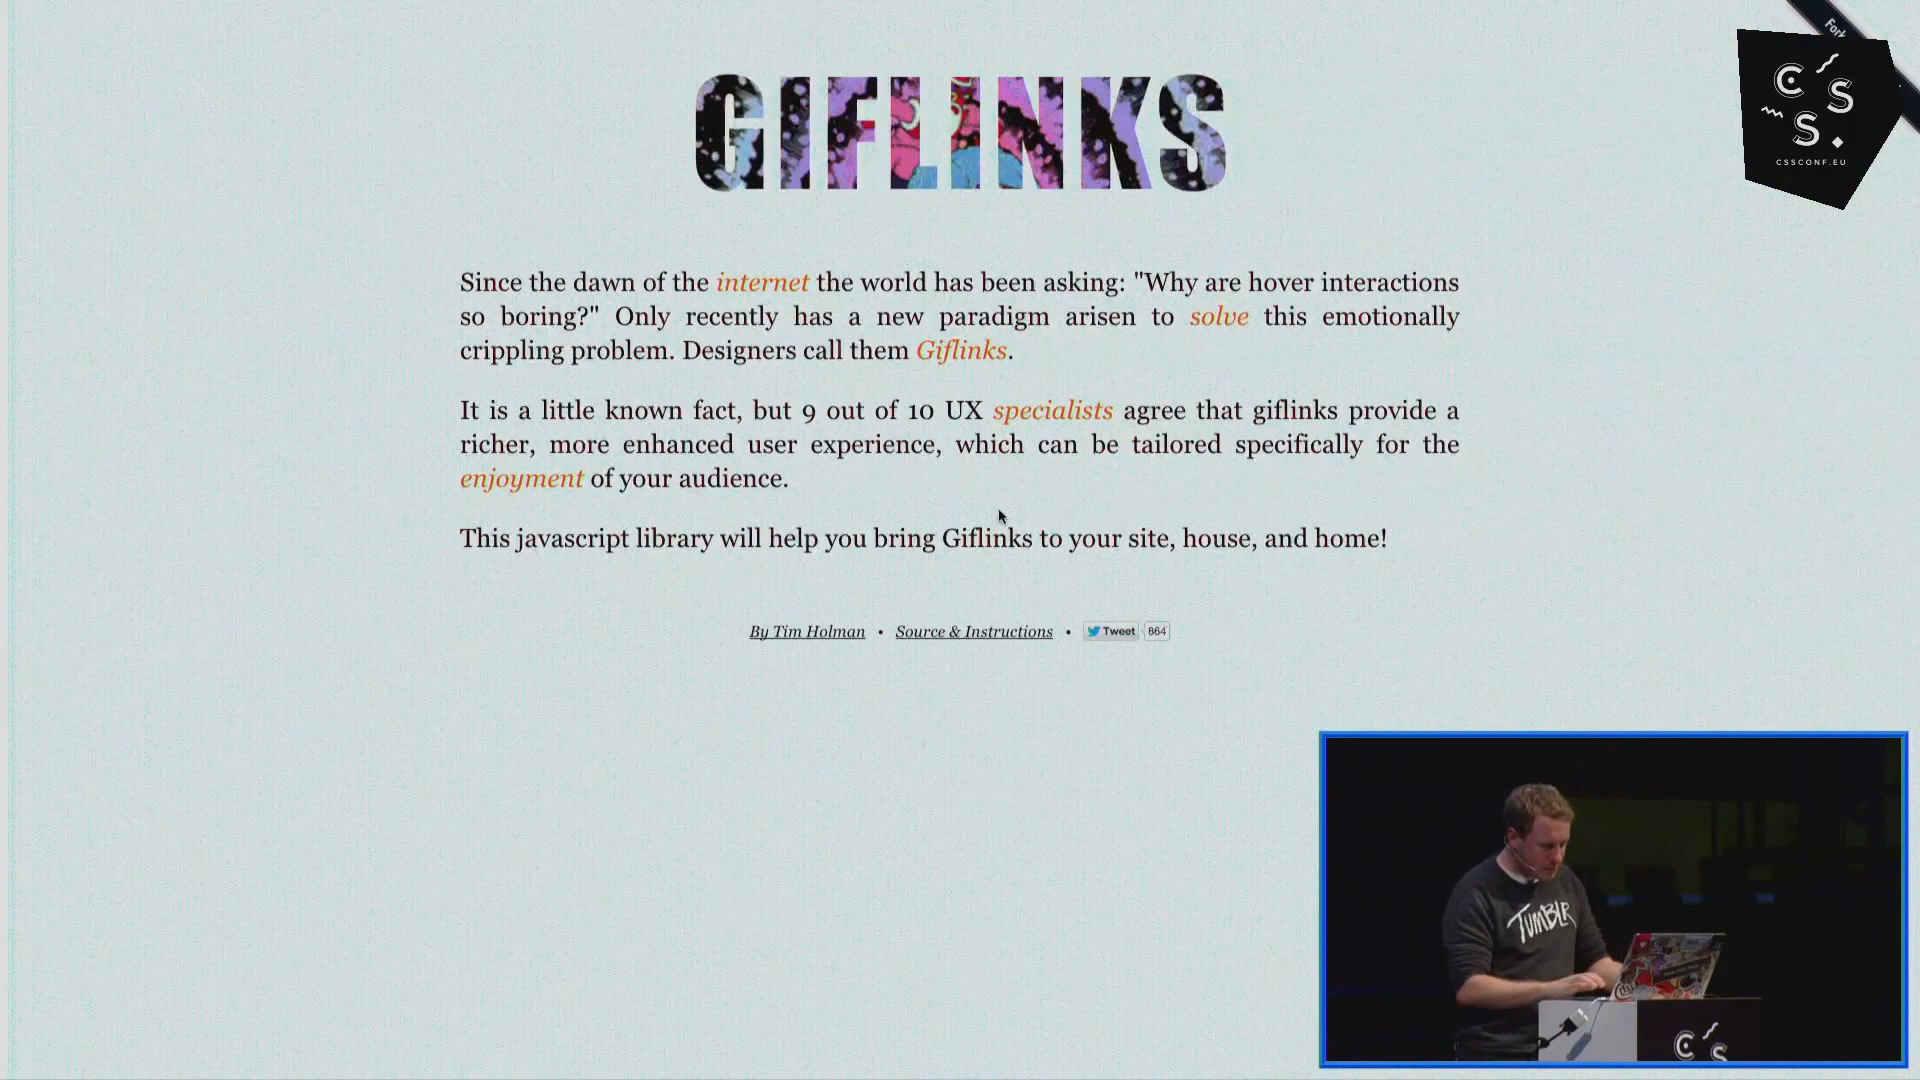 Fork
C
S
S.
CSSCONF.EU
GIFLINKS
Since the dawn of the internet the world has been asking: "Why are hover interactions
so boring?" Only recently has a new paradigm arisen to solve this emotionally
crippling problem. Designers call them Giflinks.
It is a little known fact, but 9 out of 10 UX specialists agree that giflinks provide a
richer, more enhanced user experience, which can be tailored specifically for the
enjoyment of your audience.
This javascript library will help you bring Giflinks to your site, house, and home!
By Tim Holman • Source & Instructions • Tweet 864
TUMBLR
C S